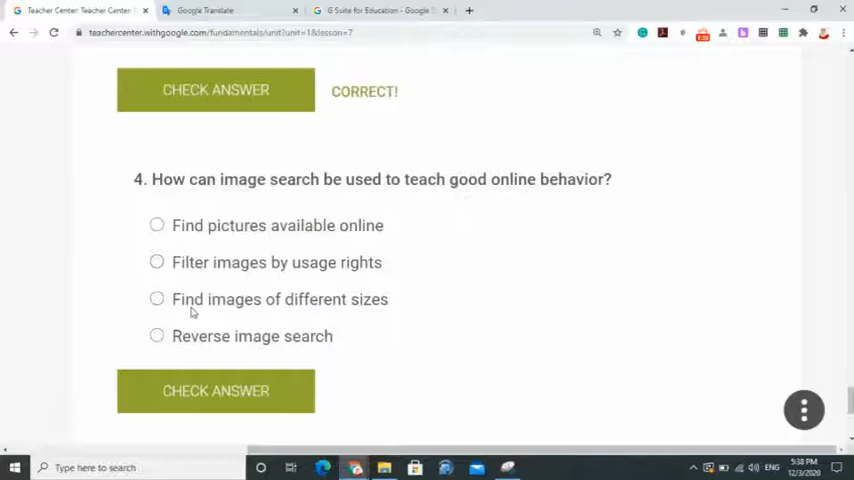 Teacher Center: Teacher Center T
Google Translate
G Suite for Education - Google S
teachercenter.withgoogle.com/fundamentals/unit?unit=1&lesson=7
CHECK ANSWER
CORRECT!
4. How can image search be used to teach good online behavior?
Find pictures available online
Filter images by usage rights
Find images of different sizes
Reverse image search
CHECK ANSWER
Type here to search
ENG
5:38 PM
12/3/2020